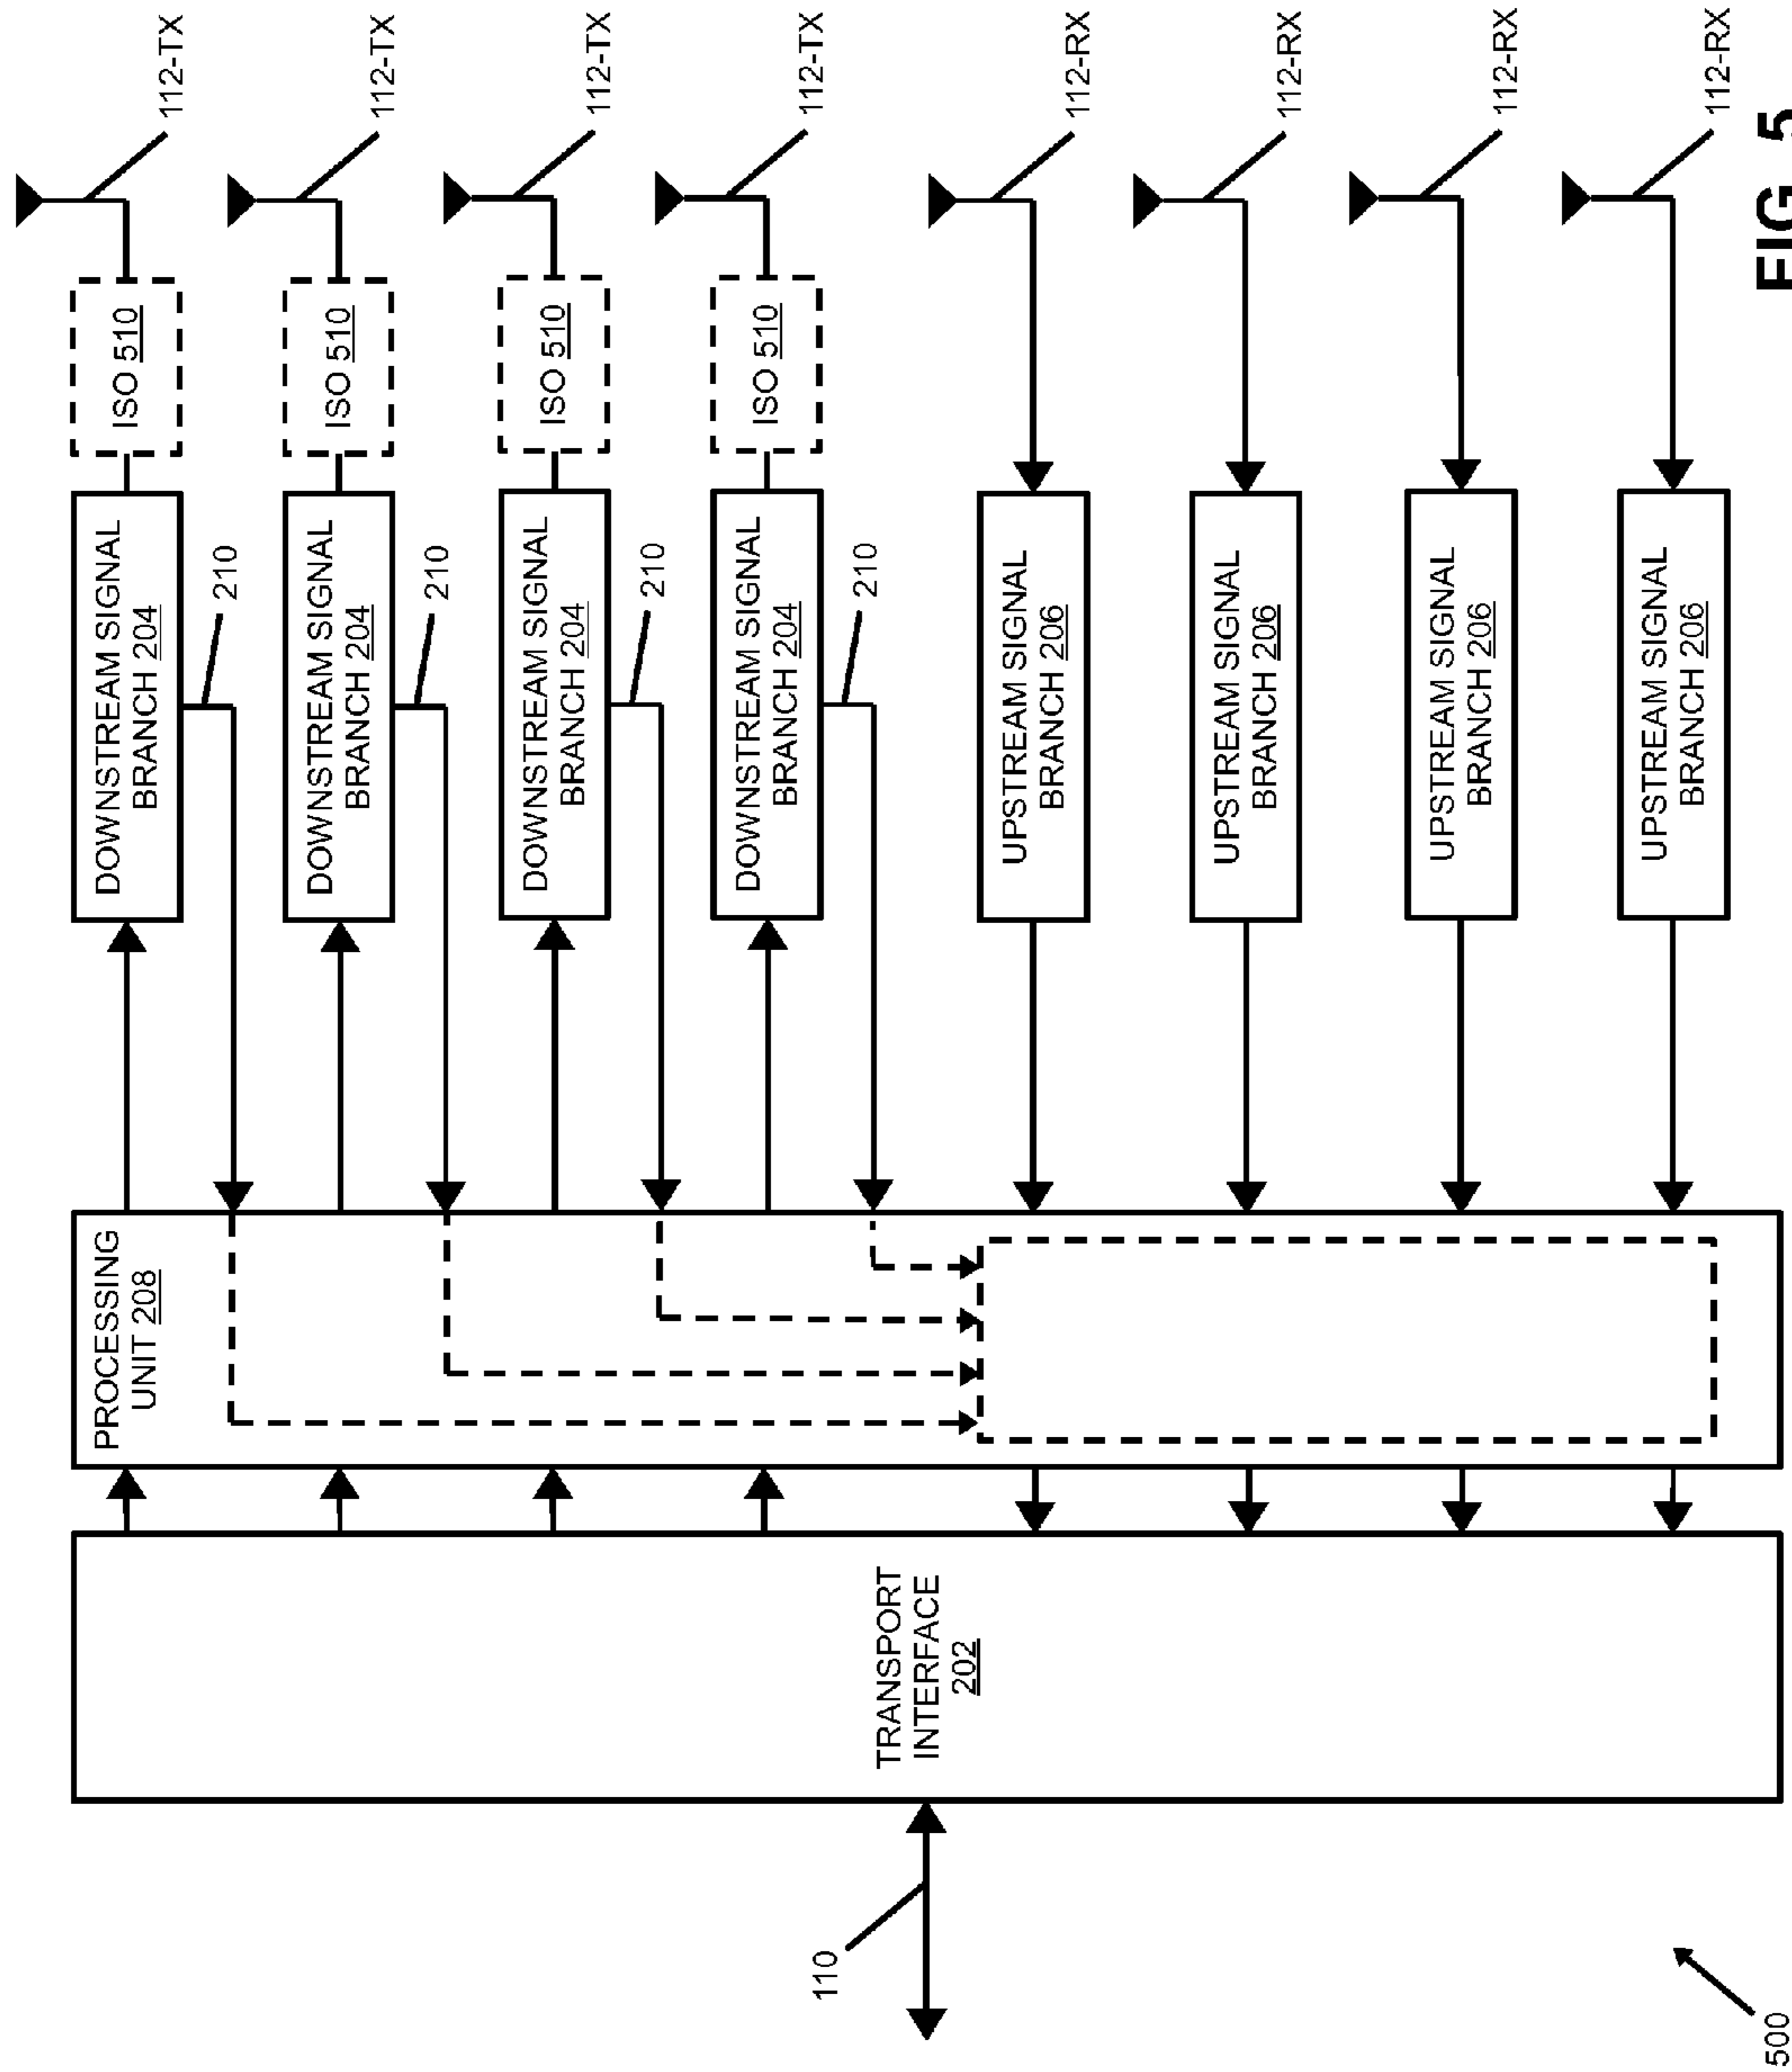 112-TX
112-TX
112-TX
112-TX
112-RX
112-RX
112-RX
112-RX
ISO 510
ISO 510
ISO 510
ISO 510
DOWNSTREAM SIGNAL
BRANCH 204
210
DOWNSTREAM SIGNAL
BRANCH 204
210
DOWNSTREAM SIGNAL
BRANCH 204
210
DOWNSTREAM SIGNAL
BRANCH 204
210
UPSTREAM SIGNAL
BRANCH 206
UPSTREAM SIGNAL
BRANCH 206
UPSTREAM SIGNAL
BRANCH 206
UPSTREAM SIGNAL
BRANCH 206
PROCESSING
UNIT 208
TRANSPORT
INTERFACE
202
110
500
FIG. 5